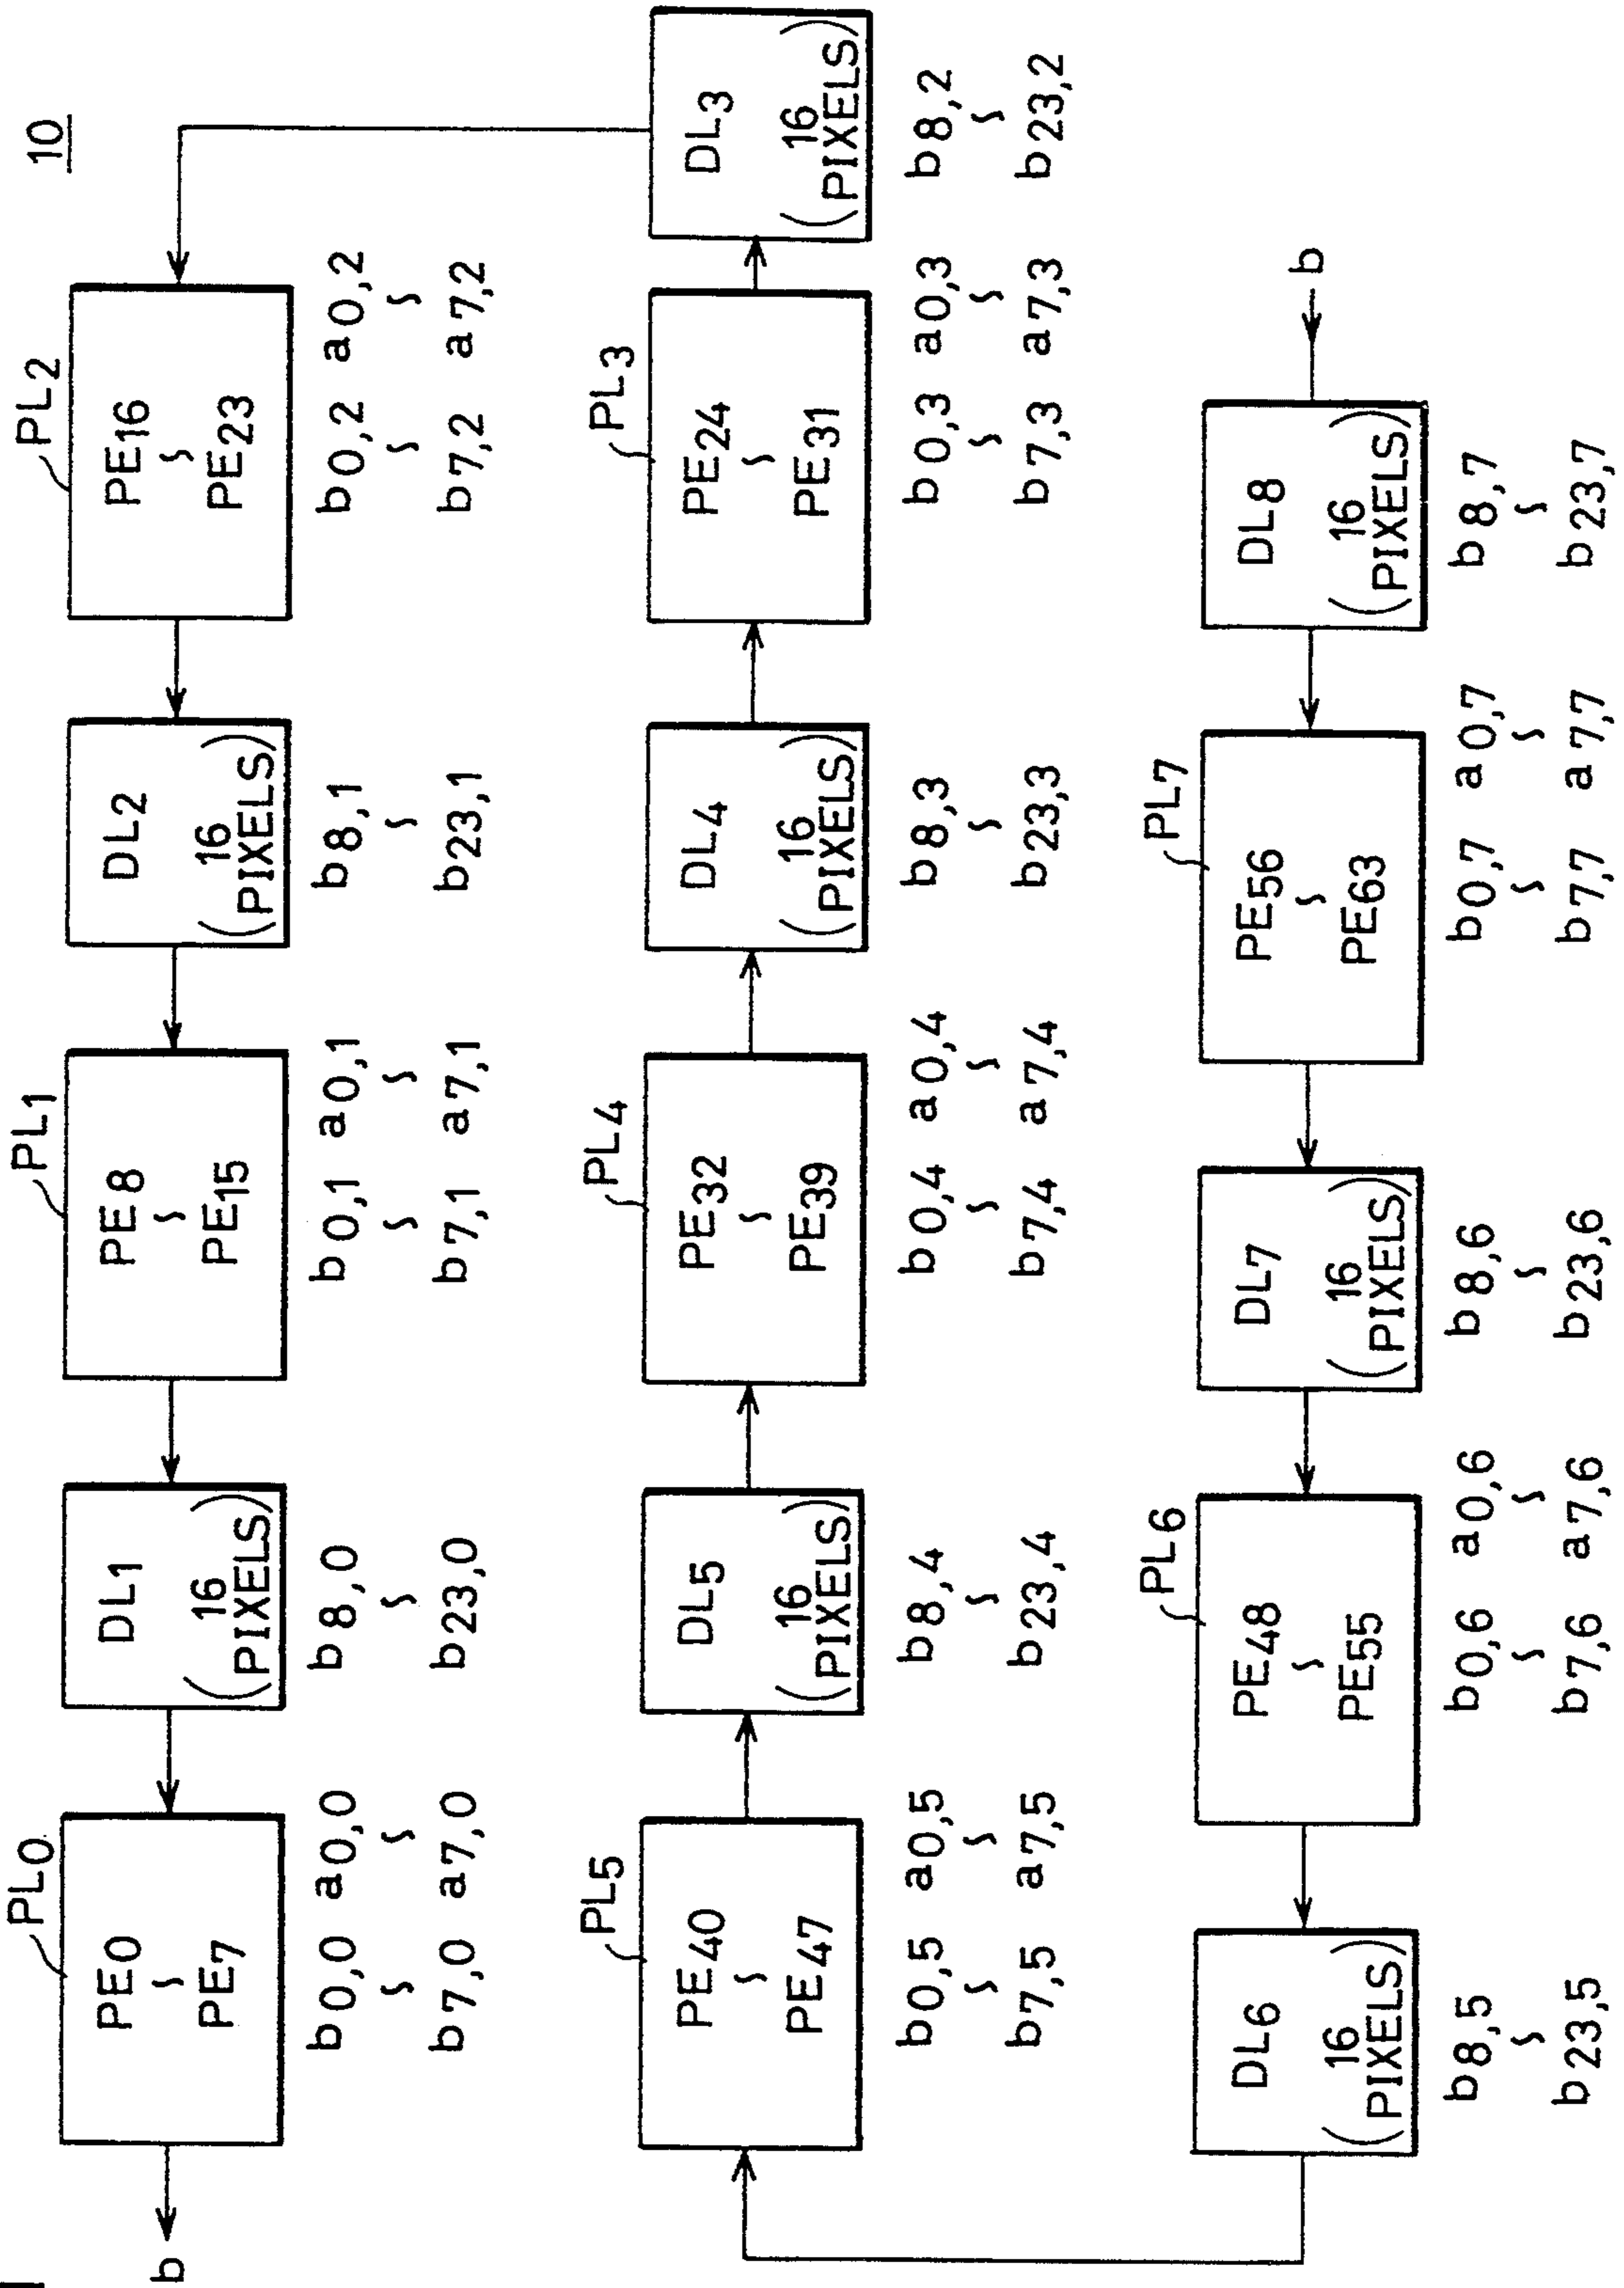 10
b
PL0
PE0
∫
PE7
b0,0 a0,0
∫ ∫
b7,0 a7,0
DL1
(16
PIXELS)
b8,0
∫
b23,0
PL1
PE8
∫
PE15
b0,1 a0,1
∫ ∫
b7,1 a7,1
DL2
(16
PIXELS)
b8,1
∫
b23,1
PL2
PE16
∫
PE23
b0,2 a0,2
∫ ∫
b7,2 a7,2
PL5
PE40
∫
PE47
b0,5 a0,5
∫ ∫
b7,5 a7,5
DL5
(16
PIXELS)
b8,4
∫
b23,4
PL4
PE32
∫
PE39
b0,4 a0,4
∫ ∫
b7,4 a7,4
DL4
(16
PIXELS)
b8,3
∫
b23,3
PL3
PE24
∫
PE31
b0,3 a0,3
∫ ∫
b7,3 a7,3
DL3
(16
PIXELS)
b8,2
∫
b23,2
DL6
(16
PIXELS)
b8,5
∫
b23,5
PL6
PE48
∫
PE55
b0,6 a0,6
∫ ∫
b7,6 a7,6
DL7
(16
PIXELS)
b8,6
∫
b23,6
PL7
PE56
∫
PE63
b0,7 a0,7
∫ ∫
b7,7 a7,7
DL8
(16
PIXELS)
b8,7
∫
b23,7
b